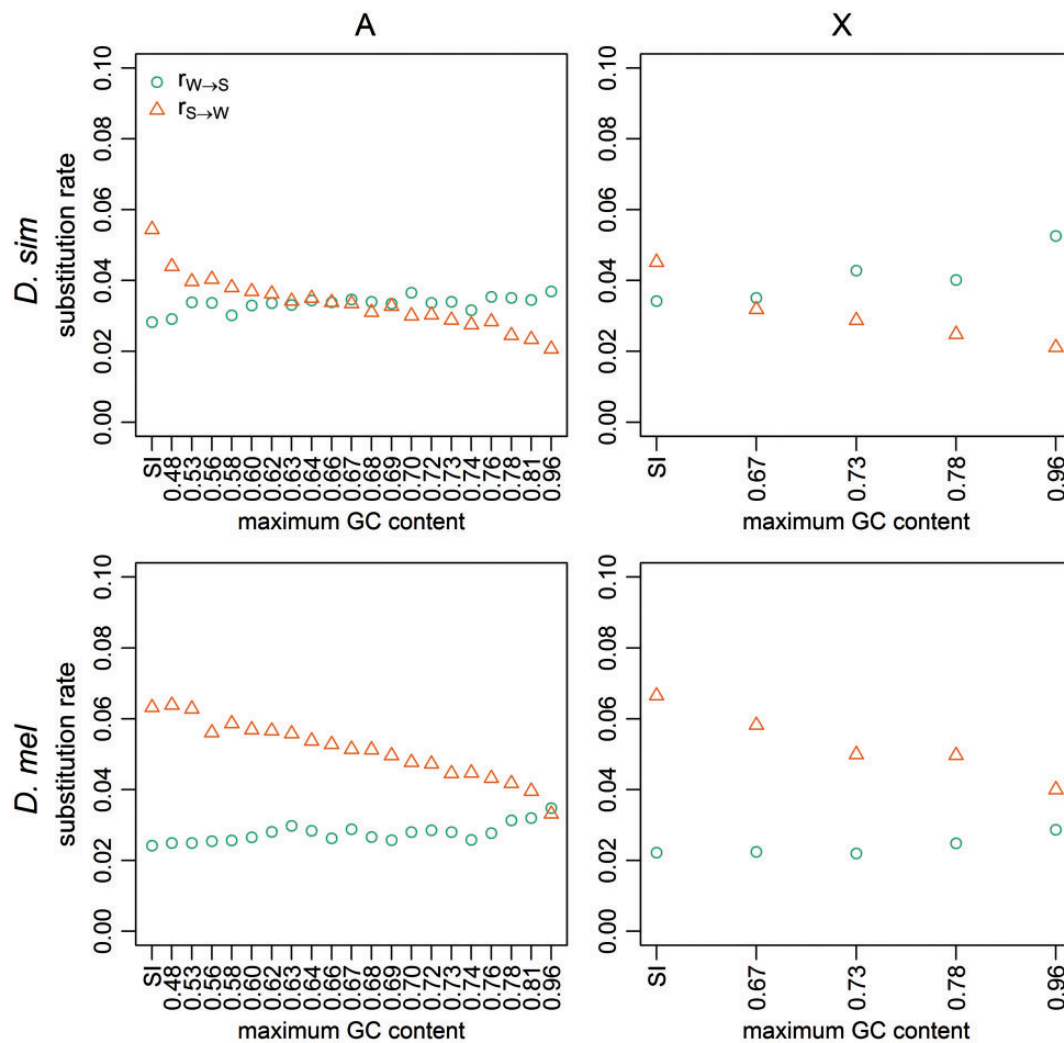 A
X
D. sim
substitution rate
0.00 0.02 0.04 0.06 0.08 0.10
r W→S
r S→W
SI 0.48 0.53 0.56 0.58 0.60 0.62 0.63 0.64 0.66 0.67 0.68 0.69 0.70 0.72 0.73 0.74 0.76 0.78 0.81 0.96
maximum GC content
0.00 0.02 0.04 0.06 0.08 0.10
SI 0.67 0.73 0.78 0.96
maximum GC content
D. mel
substitution rate
0.00 0.02 0.04 0.06 0.08 0.10
SI 0.48 0.53 0.56 0.58 0.60 0.62 0.63 0.64 0.66 0.67 0.68 0.69 0.70 0.72 0.73 0.74 0.76 0.78 0.81 0.96
maximum GC content
0.00 0.02 0.04 0.06 0.08 0.10
SI 0.67 0.73 0.78 0.96
maximum GC content